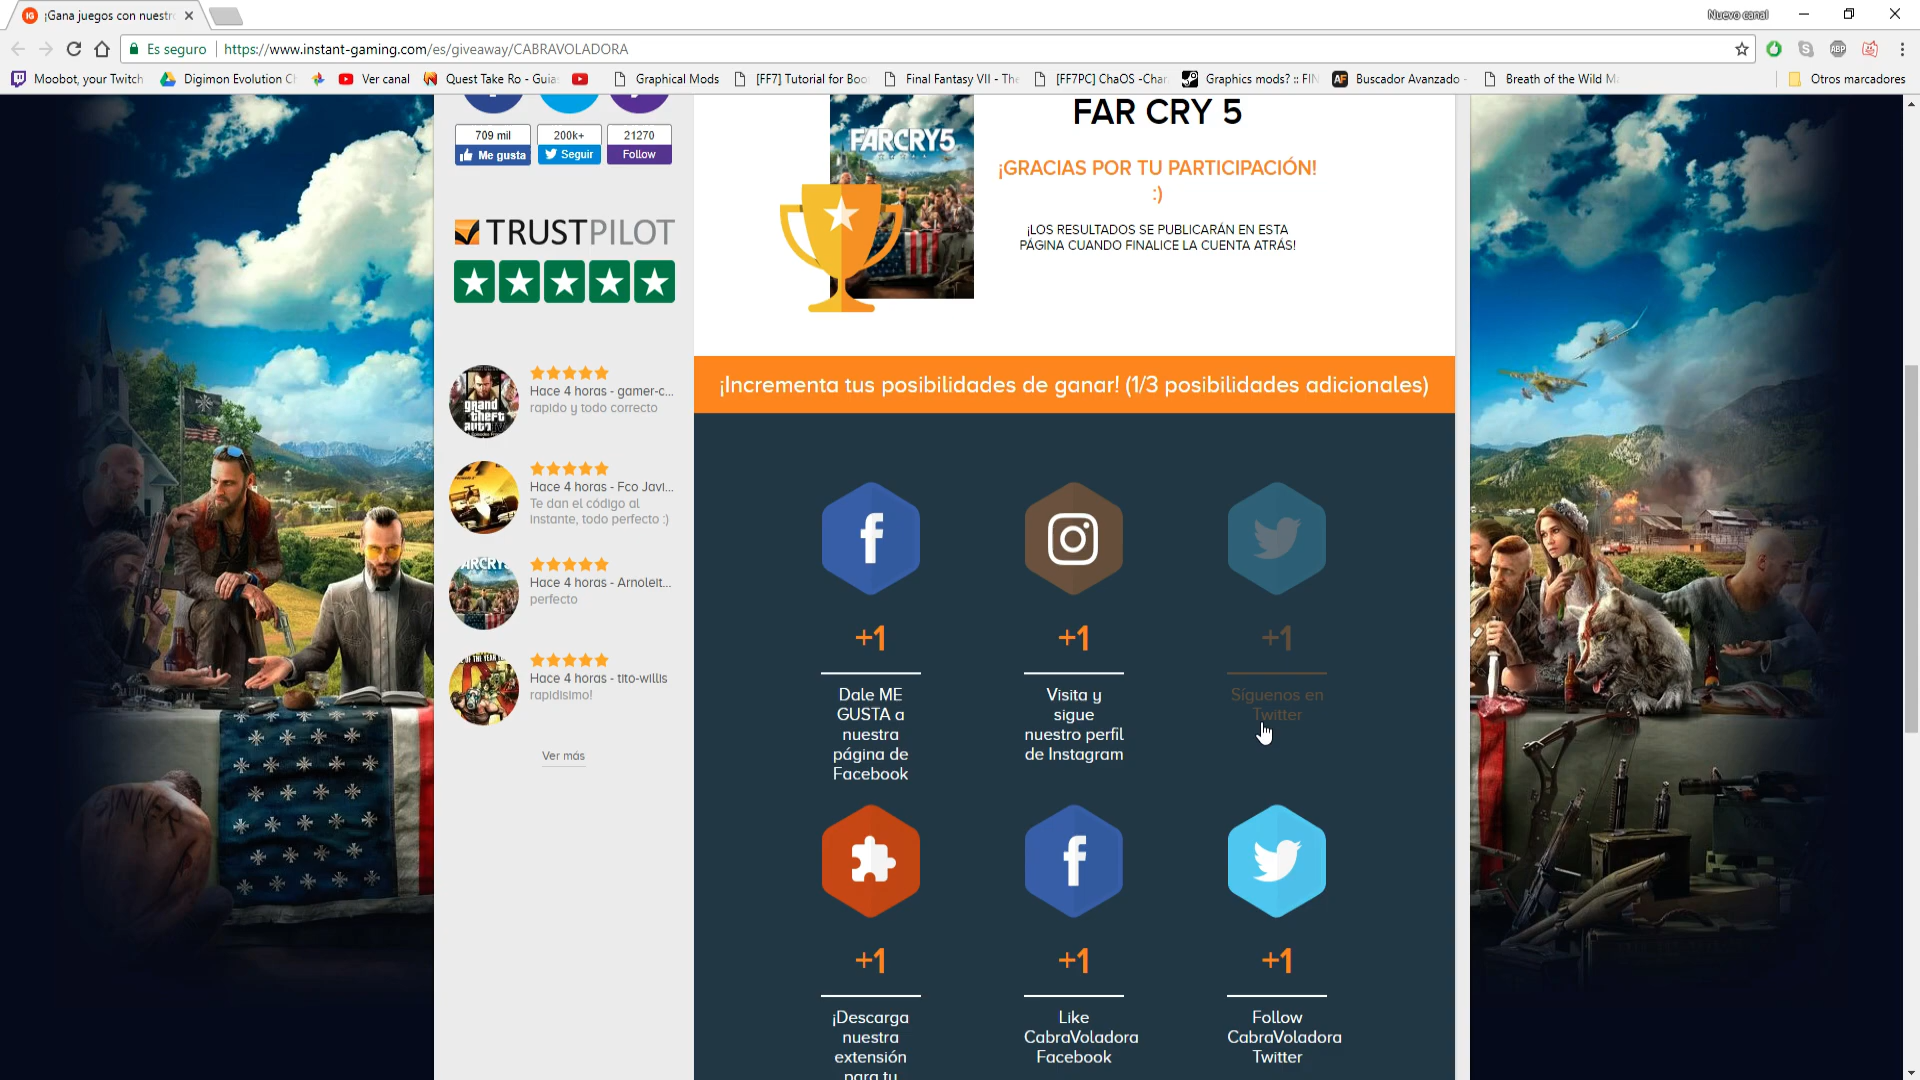 ¡Gana juegos con nuestr
Nuevo canal
Es seguro
https://www.instant-gaming.com/es/giveaway/CABRAVOLADORA
ABP
Moobot, your Twitch
Digimon Evolution C
Ver canal
Quest Take Ro - Guia
Graphical Mods
[FF7] Tutorial for Boo
Final Fantasy VII - The
[FF7PC] ChaOS -Char
Graphics mods? :: FIN
Buscador Avanzado -
Breath of the Wild M
Otros marcadores
709 mil
Me gusta
200k+
Seguir
21270
Follow
TRUSTPILOT
Hace 4 horas - gamer-c...
rapido y todo correcto
Hace 4 horas - Fco Javi...
Te dan el código al
instante, todo perfecto :)
Hace 4 horas - Arnoleit...
perfecto
Hace 4 horas - tito-willis
rapidisimo!
Ver más
FARCRY5
FAR CRY 5
¡GRACIAS POR TU PARTICIPACIÓN!
:)
¡LOS RESULTADOS SE PUBLICARÁN EN ESTA
PÁGINA CUANDO FINALICE LA CUENTA ATRÁS!
¡Incrementa tus posibilidades de ganar! (1/3 posibilidades adicionales)
+1
Dale ME
GUSTA a
nuestra
página de
Facebook
+1
Visita y
sigue
nuestro perfil
de Instagram
+1
Síguenos en
Twitter
+1
¡Descarga
nuestra
extensión
para tu
+1
Like
CabraVoladora
Facebook
+1
Follow
CabraVoladora
Twitter